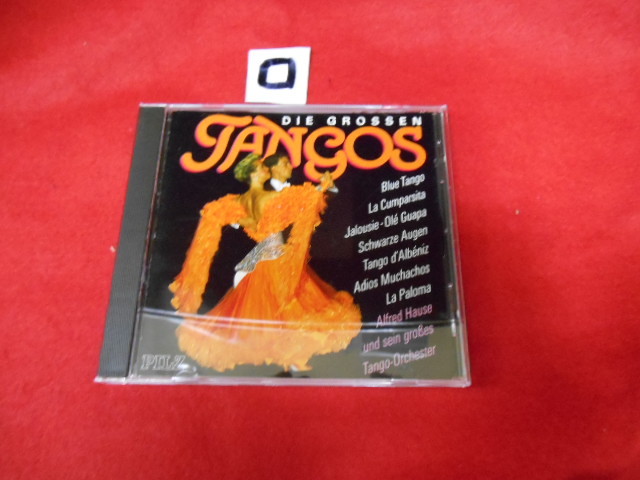 ロ
DIE GROSSEN
TANGOS
Blue Tango
La Cumparsita
Jalousie - Olé Guapa
Schwarze Augen
Tango d'Albéniz
Adios Muchachos
La Paloma
Alfred Hause
und sein großes
Tango-Orchester
PILZ